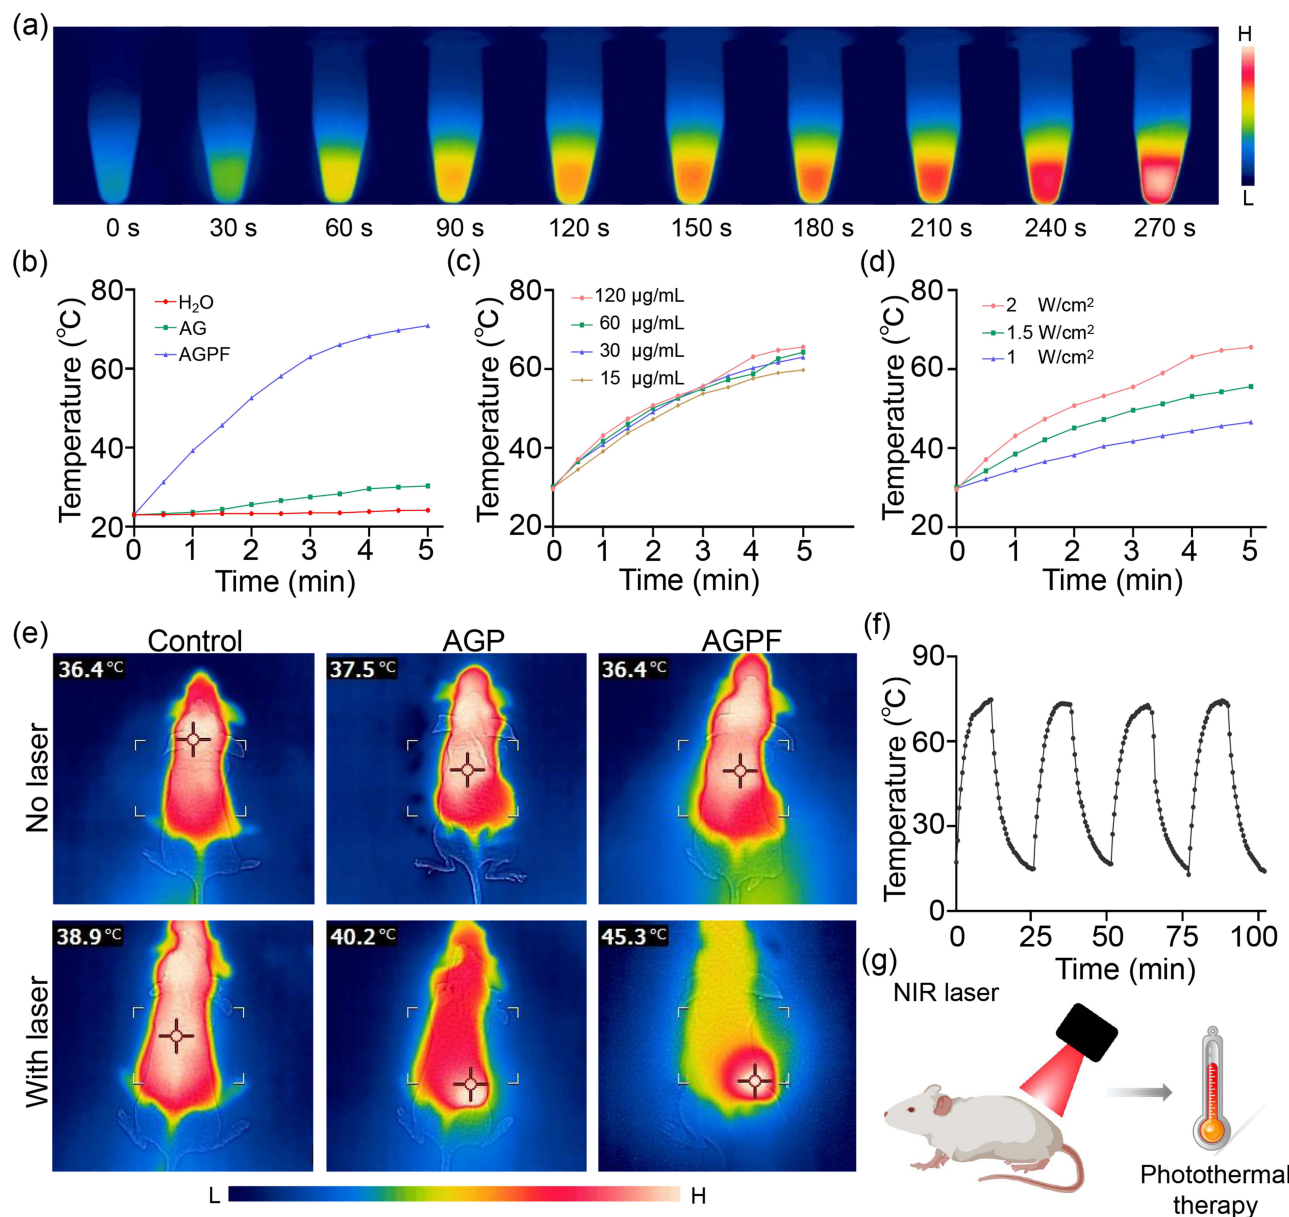 (a)
H
L
0 s 30 s 60 s 90 s 120 s 150 s 180 s 210 s 240 s 270 s
(b)
Temperature (°C)
80
60
40
20
H₂O
AG
AGPF
0 1 2 3 4 5
Time (min)
(c)
Temperature (°C)
80
60
40
20
120 µg/mL
60 µg/mL
30 µg/mL
15 µg/mL
0 1 2 3 4 5
Time (min)
(d)
Temperature (°C)
80
60
40
20
2 W/cm²
1.5 W/cm²
1 W/cm²
0 1 2 3 4 5
Time (min)
(e)
Control AGP AGPF
No laser
36.4 °C 37.5 °C 36.4 °C
With laser
38.9 °C 40.2 °C 45.3 °C
L H
(f)
Temperature (°C)
90
60
30
0
0 25 50 75 100
Time (min)
(g)
NIR laser
Photothermal
therapy